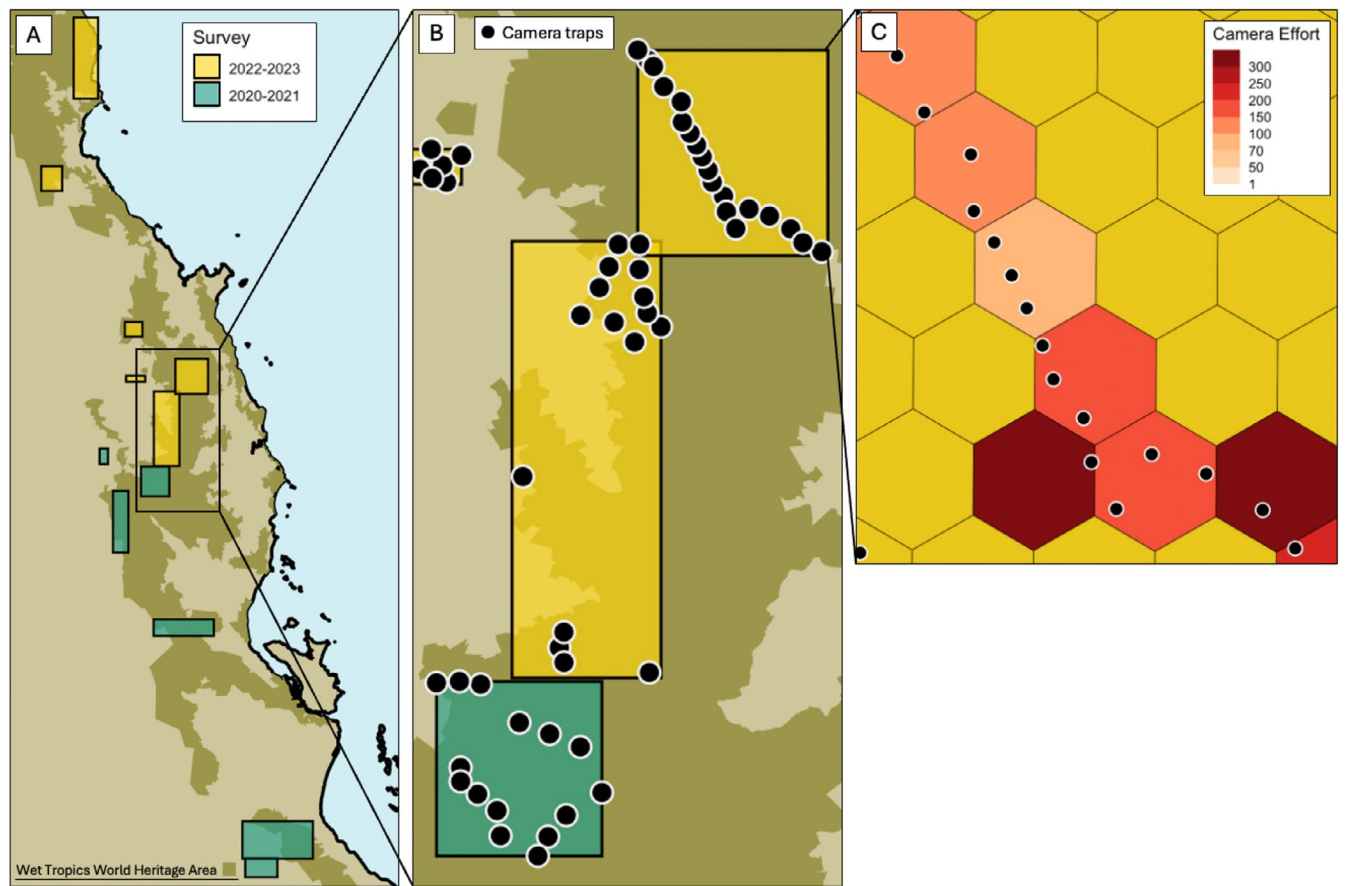 A
Survey
2022-2023
2020-2021
Wet Tropics World Heritage Area
B
Camera traps
C
Camera Effort
300
250
200
150
100
70
50
1